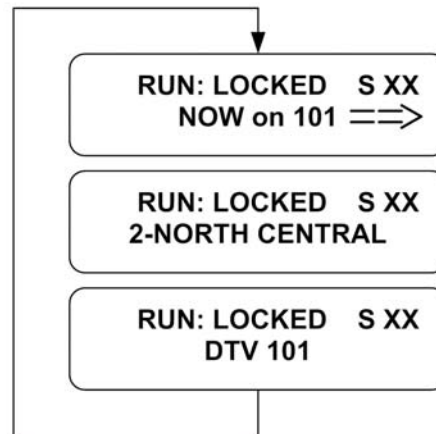 RUN: LOCKED S XX
NOW on 101
RUN: LOCKED S XX
2-NORTH CENTRAL
RUN: LOCKED S XX
DTV 101